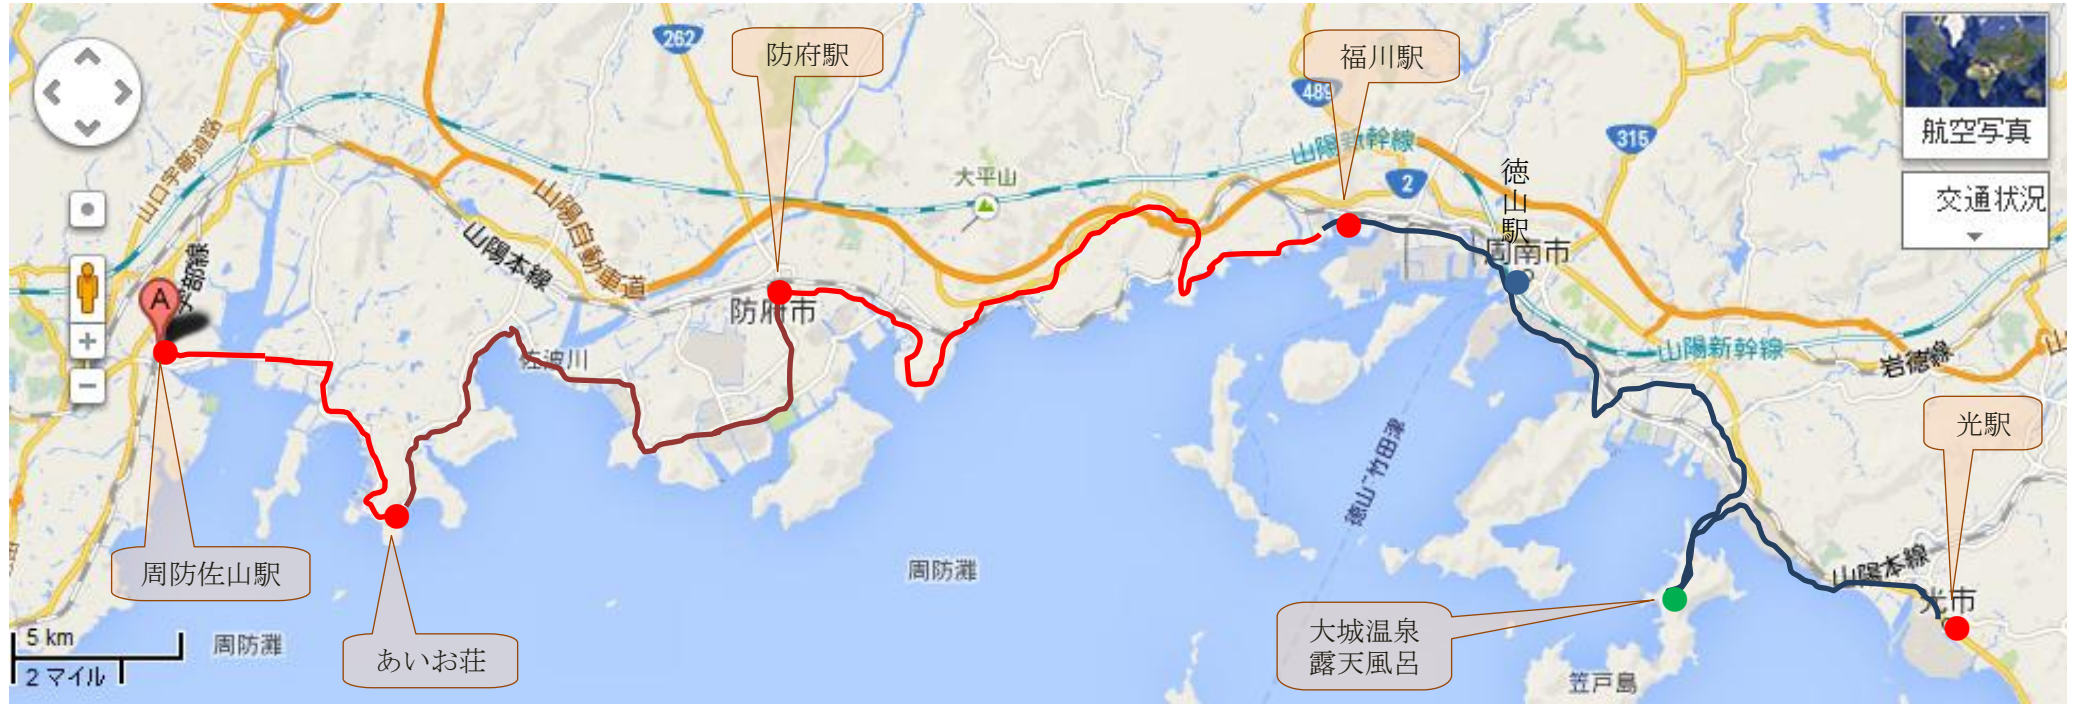 262
防府駅
福川駅
489
315
航空写真
交通状況
山陽新幹線
2
徳山駅
大平山
山口宇部道路
山陽自動車道
山陽本線
宇部線
A
周南市
防府市
佐波川
山陽新幹線
岩徳線
光駅
徳山~竹田津
周防灘
山陽本線
光市
周防佐山駅
あいお荘
大城温泉
露天風呂
笠戸島
5 km
2 マイル
周防灘